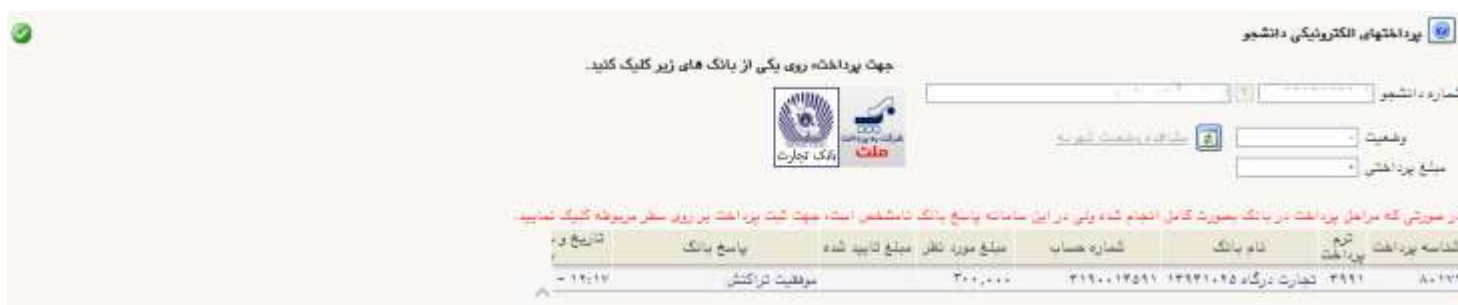 پرداختهای الکترونیکی دانشجو
جهت پرداخت، روی یکی از بانک های زیر کلیک کنید.
شماره دانشجو
بانک تجارت
ملت
وضعیت
مشاهده وضعیت شهریه
مبلغ پرداختی ۰
در صورتی که مراحل پرداخت در بانک بصورت کامل انجام شده ولی در این سامانه پاسخ بانک نامشخص است، جهت ثبت پرداخت بر روی سطر مربوطه کلیک نمایید.
شناسه پرداخت ترم پرداخت نام بانک شماره حساب مبلغ مورد نظر مبلغ تایید شده پاسخ بانک تاریخ و
۳۹۹۱ تجارت درگاه ۳۰۰,۰۰۰ موفقیت تراکنش ۱۹:۱۷ -